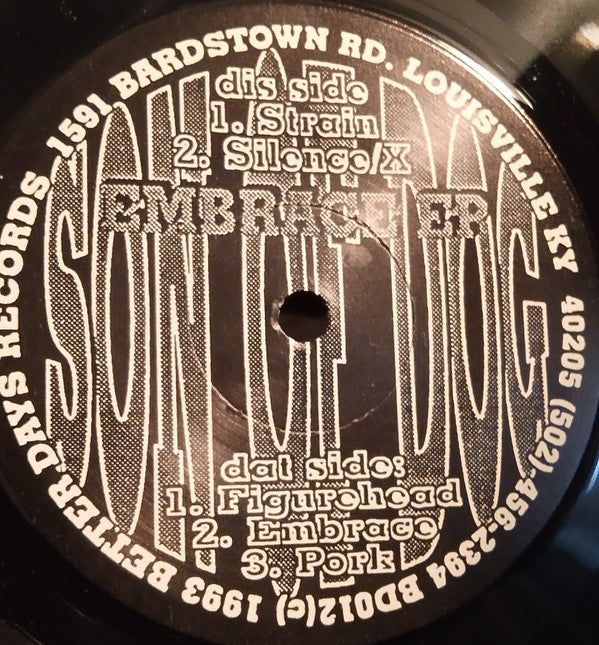 dis side
1. Strain
2. Silence/X
EMBRACE EP
SON OF DOG
dat side:
1. Figurehead
2. Embrace
3. Pork
(c) 1993 BETTER DAYS RECORDS 1591 BARDSTOWN RD. LOUISVILLE KY 40205 (502)-456-2394 BD012